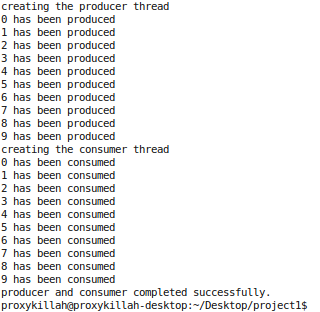 creating the producer thread
0 has been produced
1 has been produced
2 has been produced
3 has been produced
4 has been produced
5 has been produced
6 has been produced
7 has been produced
8 has been produced
9 has been produced
creating the consumer thread
0 has been consumed
1 has been consumed
2 has been consumed
3 has been consumed
4 has been consumed
5 has been consumed
6 has been consumed
7 has been consumed
8 has been consumed
9 has been consumed
producer and consumer completed successfully.
proxykillah@proxykillah-desktop:~/Desktop/project1$